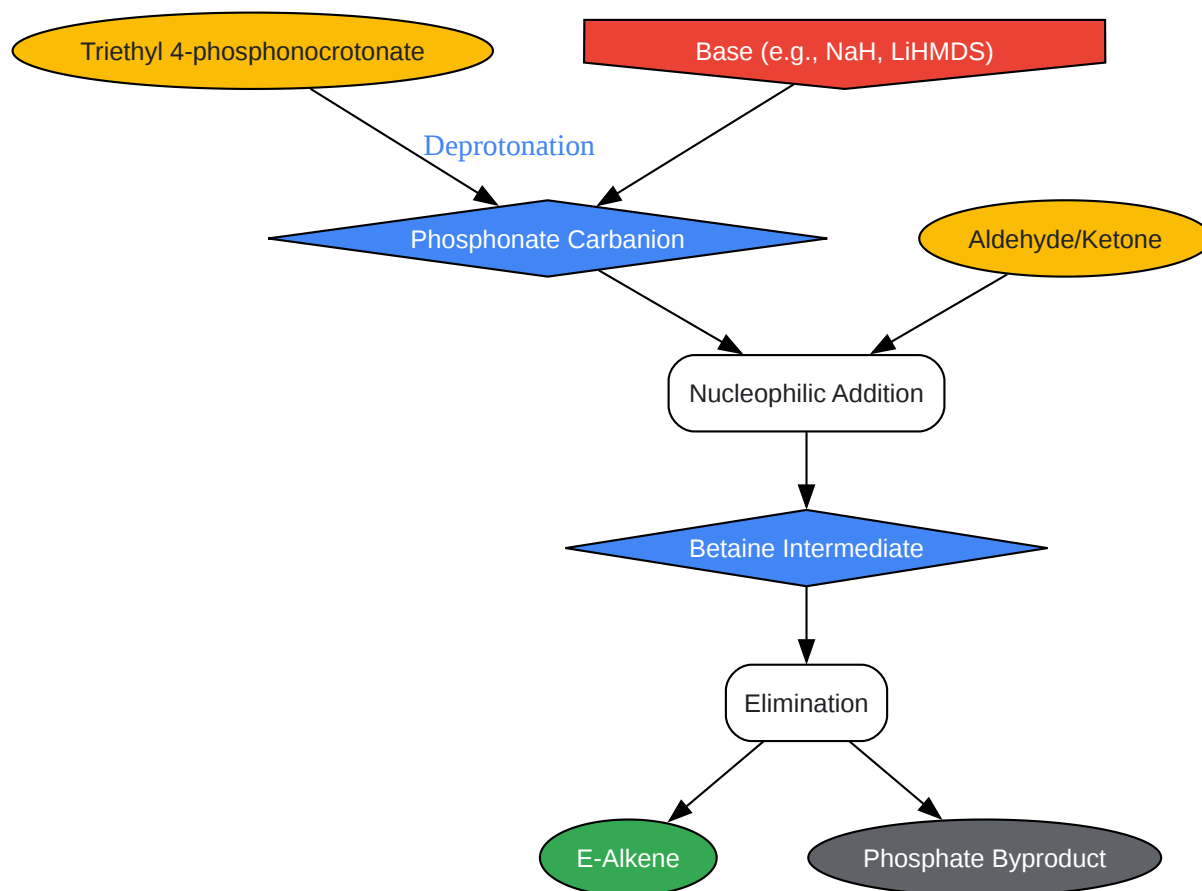 Triethyl 4-phosphonocrotonate
Base (e.g., NaH, LiHMDS)
Deprotonation
Phosphonate Carbanion
Aldehyde/Ketone
Nucleophilic Addition
Betaine Intermediate
Elimination
E-Alkene
Phosphate Byproduct